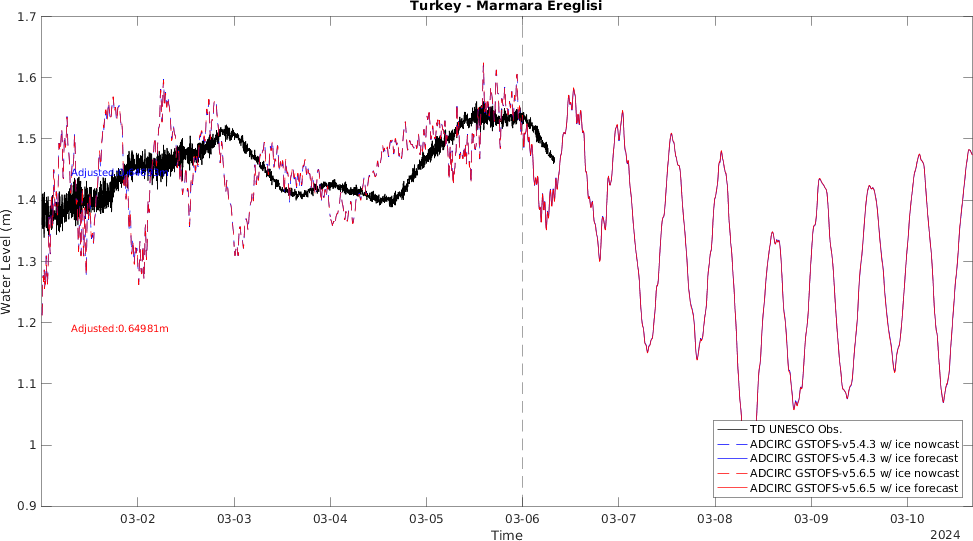 Turkey - Marmara Ereglisi
1.7
1.6
1.5
1.4
1.3
1.2
1.1
1
0.9
Water Level (m)
Adjusted:
Adjusted:0.64981m
TD UNESCO Obs.
ADCIRC GSTOFS-v5.4.3 w/ ice nowcast
ADCIRC GSTOFS-v5.4.3 w/ ice forecast
ADCIRC GSTOFS-v5.6.5 w/ ice nowcast
ADCIRC GSTOFS-v5.6.5 w/ ice forecast
03-02 03-03 03-04 03-05 03-06 03-07 03-08 03-09 03-10
Time
2024